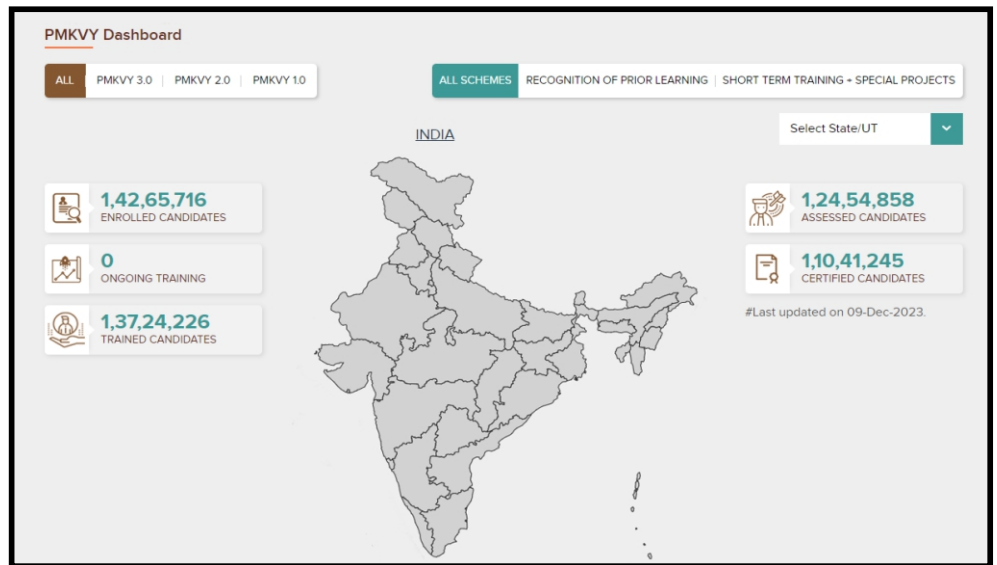 PMKVY Dashboard
ALL PMKVY 3.0 PMKVY 2.0 PMKVY 1.0
ALL SCHEMES RECOGNITION OF PRIOR LEARNING SHORT TERM TRAINING + SPECIAL PROJECTS
Select State/UT
INDIA
1,42,65,716
ENROLLED CANDIDATES
0
ONGOING TRAINING
1,37,24,226
TRAINED CANDIDATES
1,24,54,858
ASSESSED CANDIDATES
1,10,41,245
CERTIFIED CANDIDATES
#Last updated on 09-Dec-2023.